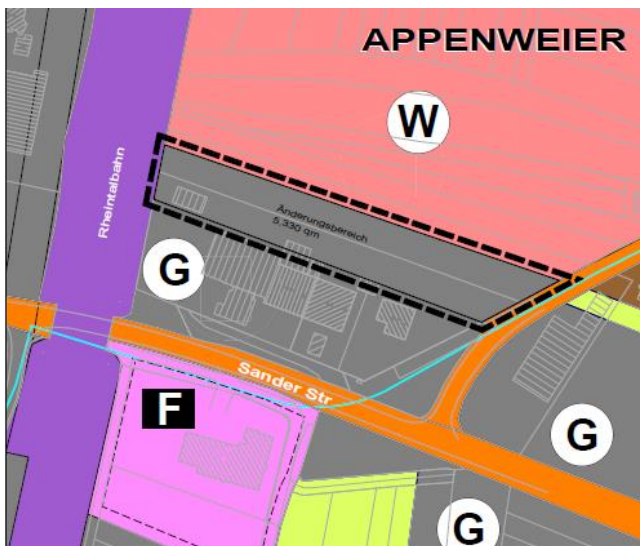 APPENWEIER
W
Rheintalbahn
Änderungsbereich
5.330 qm
G
Sander Str
F
G
G